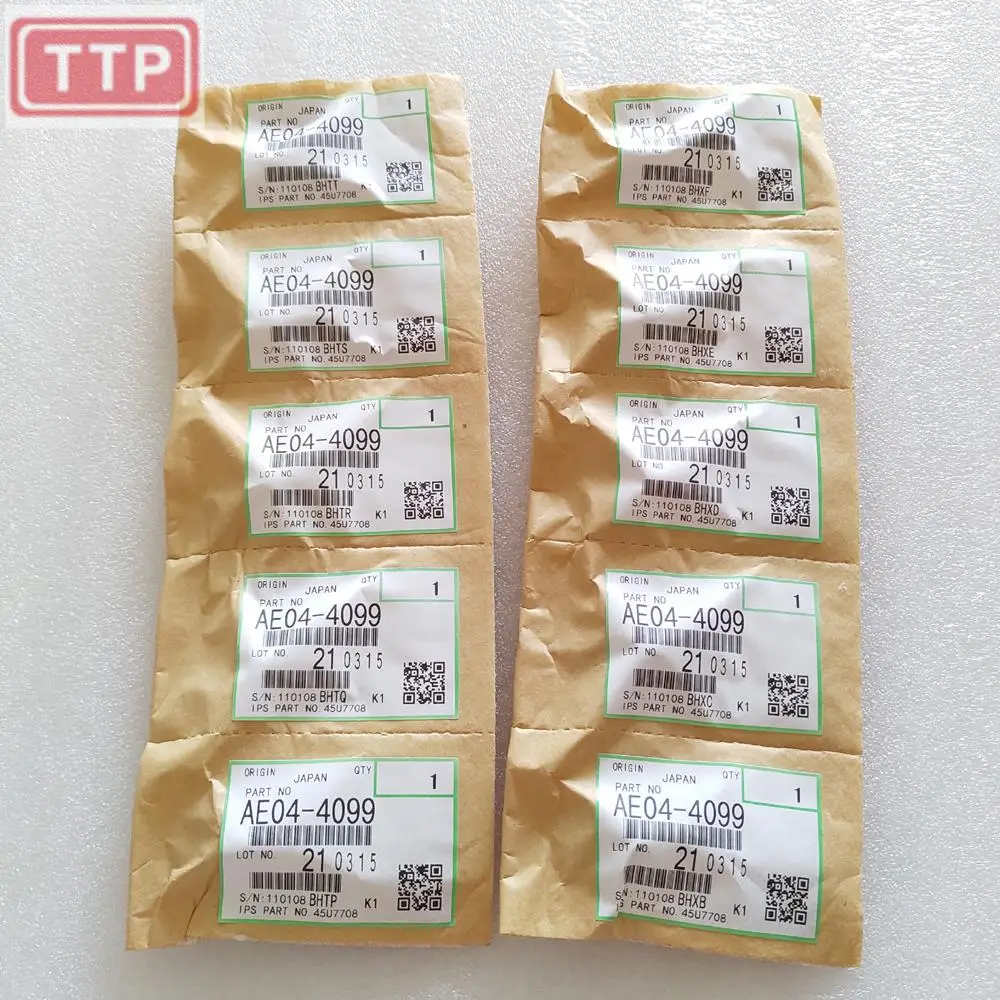 TTP
ORIGIN JAPAN QTY 1
PART NO
AE04-4099
LOT NO. 21 0315
S/N:110108 BHTT K1
IPS PART NO.45U7708
ORIGIN JAPAN QTY 1
PART NO
AE04-4099
LOT NO. 21 0315
S/N:110108 BHTS K1
IPS PART NO.45U7708
ORIGIN JAPAN QTY 1
PART NO
AE04-4099
LOT NO. 21 0315
S/N:110108 BHTR K1
IPS PART NO.45U7708
ORIGIN JAPAN QTY 1
PART NO
AE04-4099
LOT NO. 21 0315
S/N:110108 BHTQ K1
IPS PART NO.45U7708
ORIGIN JAPAN QTY 1
PART NO
AE04-4099
LOT NO. 21 0315
S/N:110108 BHTP K1
IPS PART NO.45U7708
ORIGIN JAPAN QTY 1
PART NO
AE04-4099
LOT NO. 21 0315
S/N:110108 BHXF K1
IPS PART NO.45U7708
ORIGIN JAPAN QTY 1
PART NO
AE04-4099
LOT NO. 21 0315
S/N:110108 BHXE K1
IPS PART NO.45U7708
ORIGIN JAPAN QTY 1
PART NO
AE04-4099
LOT NO. 21 0315
S/N:110108 BHXD K1
IPS PART NO.45U7708
ORIGIN JAPAN QTY 1
PART NO
AE04-4099
LOT NO. 21 0315
S/N:110108 BHXC K1
IPS PART NO.45U7708
ORIGIN JAPAN QTY 1
PART NO
AE04-4099
LOT NO. 21 0315
S N:110108 BHXB K1
PS PART NO.45U7708